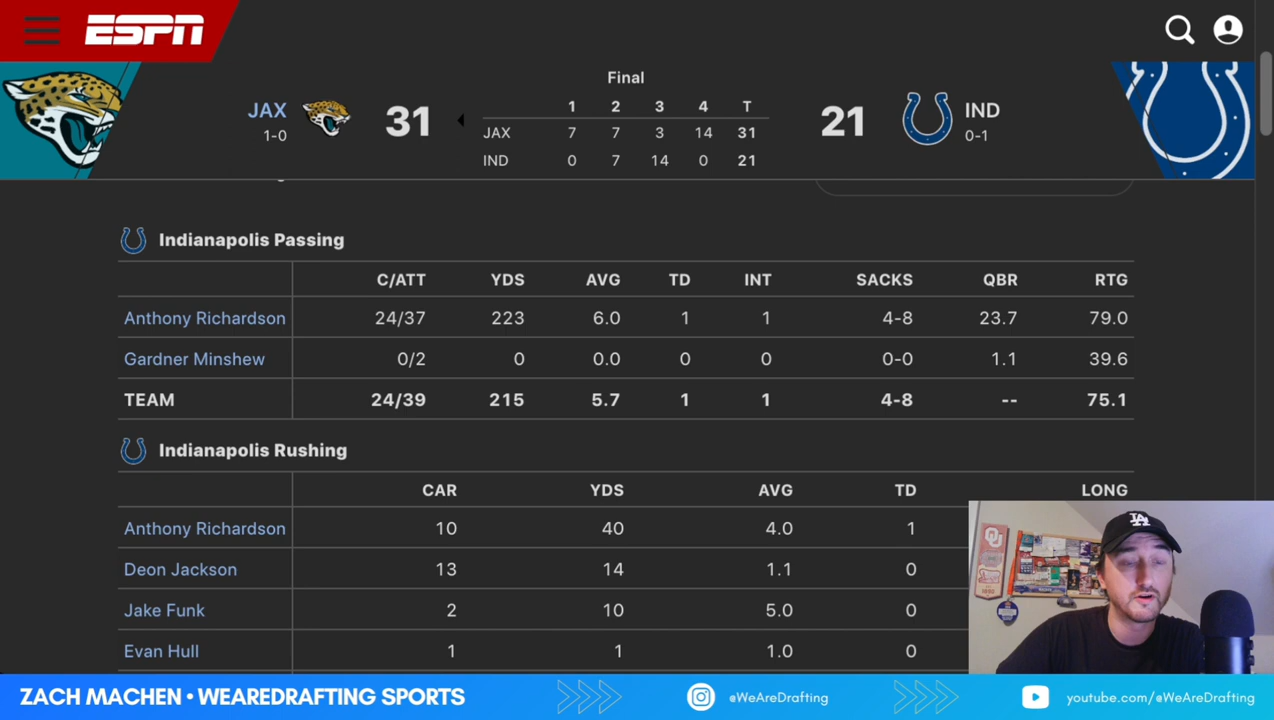 ESPN
Final
JAX 31 1 2 3 4 T 21 IND
1-0 JAX 7 7 3 14 31 0-1
IND 0 7 14 0 21
Indianapolis Passing
C/ATT YDS AVG TD INT SACKS QBR RTG
Anthony Richardson 24/37 223 6.0 1 1 4-8 23.7 79.0
Gardner Minshew 0/2 0 0.0 0 0 0-0 1.1 39.6
TEAM 24/39 215 5.7 1 1 4-8 -- 75.1
Indianapolis Rushing
CAR YDS AVG TD LONG
Anthony Richardson 10 40 4.0 1
Deon Jackson 13 14 1.1 0
Jake Funk 2 10 5.0 0
Evan Hull 1 1 1.0 0
LA
ZACH MACHEN • WEAREDRAFTING SPORTS @WeAreDrafting youtube.com/@WeAreDrafting